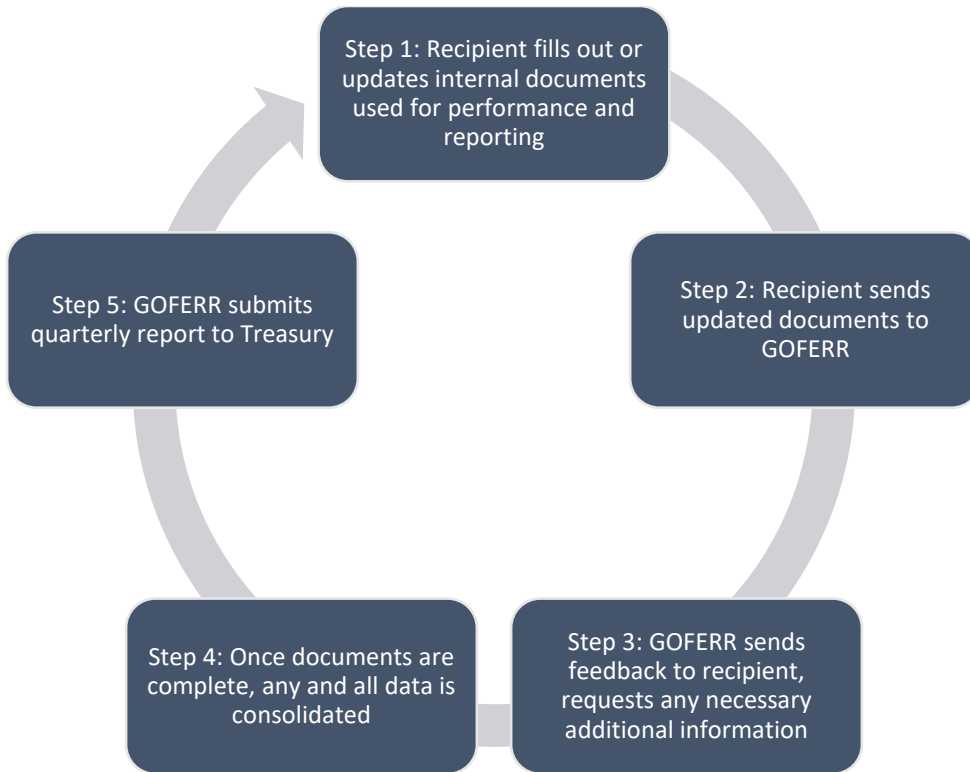 Step 1: Recipient fills out or
updates internal documents
used for performance and
reporting
Step 2: Recipient sends
updated documents to
GOFERR
Step 3: GOFERR sends
feedback to recipient,
requests any necessary
additional information
Step 4: Once documents are
complete, any and all data is
consolidated
Step 5: GOFERR submits
quarterly report to Treasury